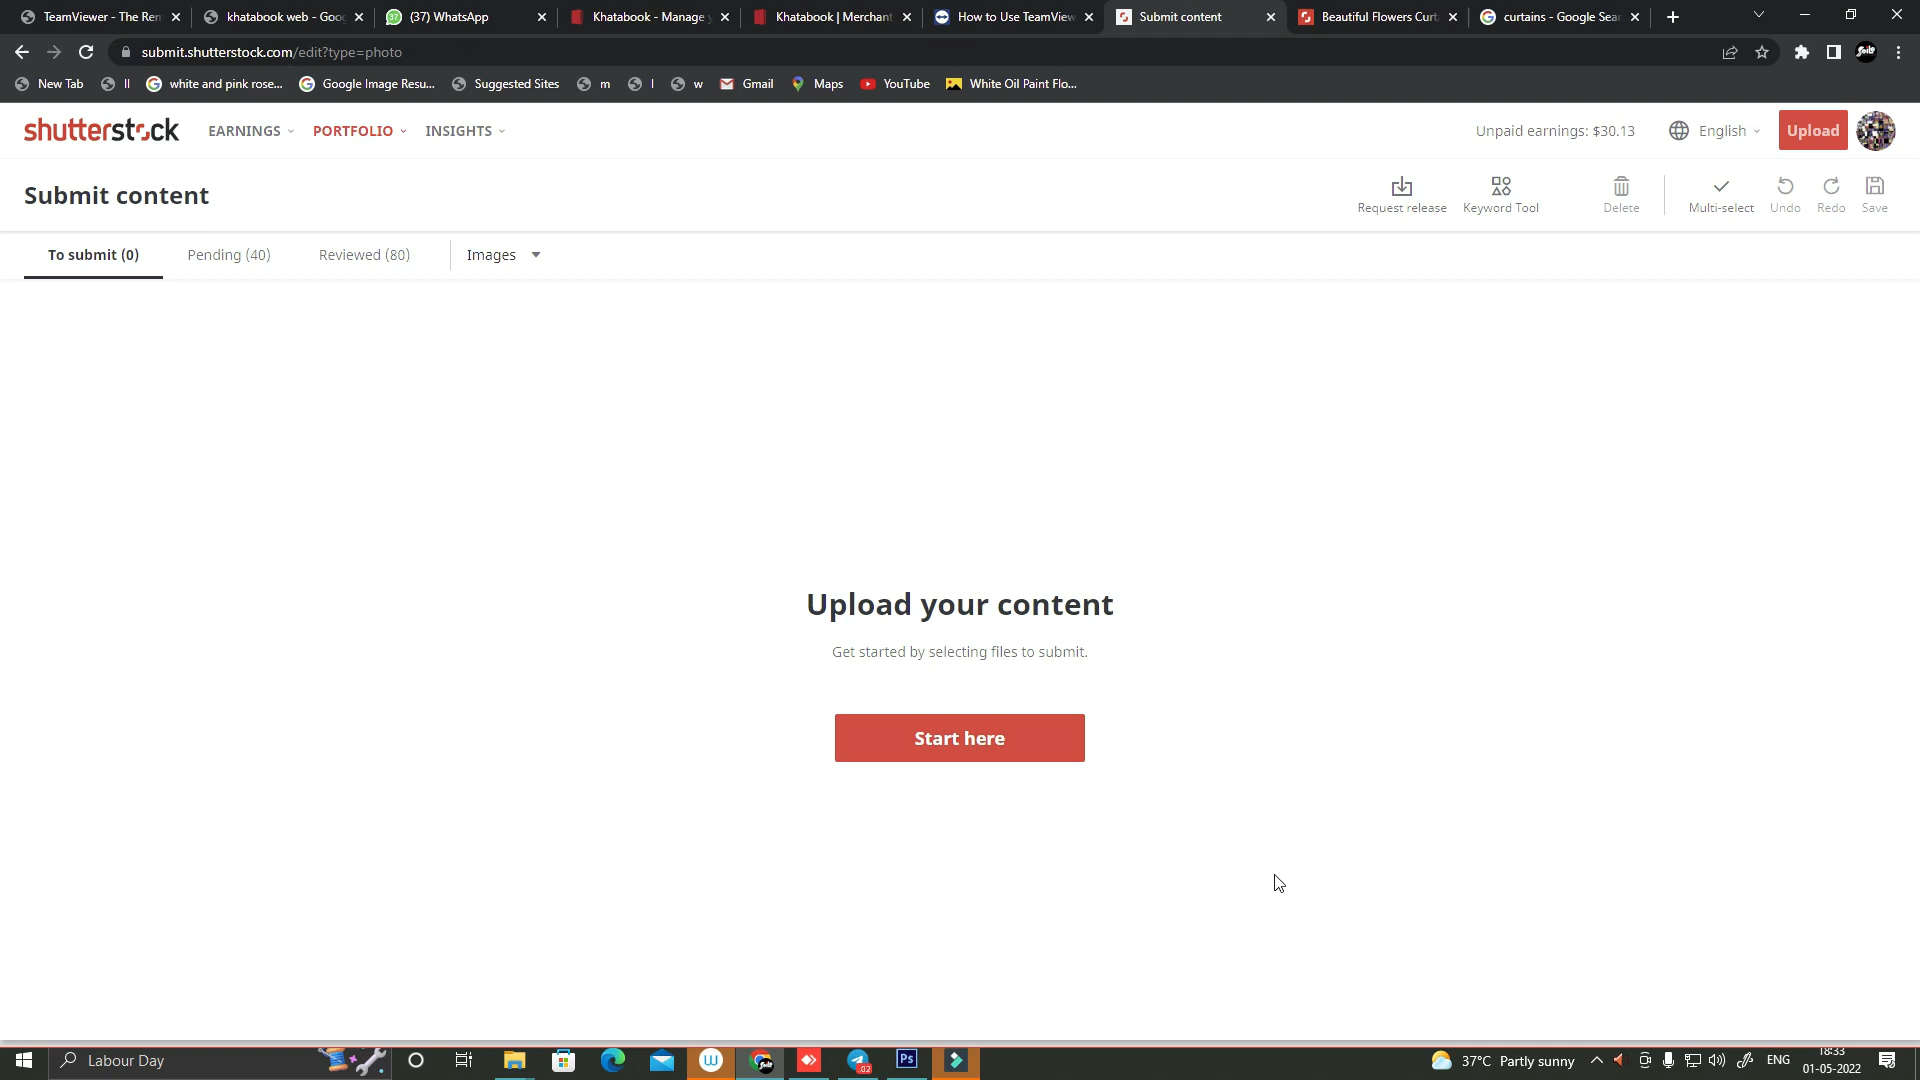 TeamViewer - The Rem
khatabook web - Goog
(37) WhatsApp
Khatabook - Manage y
Khatabook | Merchant
How to Use TeamView
Submit content
Beautiful Flowers Curta
curtains - Google Sear
submit.shutterstock.com/edit?type=photo
New Tab
ll
white and pink rose...
Google Image Resu...
Suggested Sites
m
l
w
Gmail
Maps
YouTube
White Oil Paint Flo...
shutterstock
EARNINGS
PORTFOLIO
INSIGHTS
Unpaid earnings: $30.13
English
Upload
Submit content
Request release
Keyword Tool
Delete
Multi-select
Undo
Redo
Save
To submit (0)
Pending (40)
Reviewed (80)
Images
Upload your content
Get started by selecting files to submit.
Start here
Labour Day
W
.02
Ps
37°C Partly sunny
ENG
18:33
01-05-2022